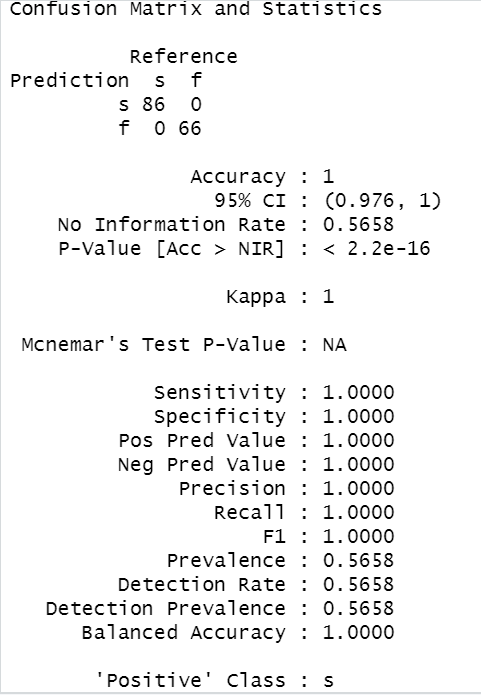 Confusion Matrix and Statistics
Reference
Prediction s f
s 86 0
f 0 66
Accuracy : 1
95% CI : (0.976, 1)
No Information Rate : 0.5658
P-Value [Acc > NIR] : < 2.2e-16
Kappa : 1
Mcnemar's Test P-Value : NA
Sensitivity : 1.0000
Specificity : 1.0000
Pos Pred Value : 1.0000
Neg Pred Value : 1.0000
Precision : 1.0000
Recall : 1.0000
F1 : 1.0000
Prevalence : 0.5658
Detection Rate : 0.5658
Detection Prevalence : 0.5658
Balanced Accuracy : 1.0000
'Positive' Class : s